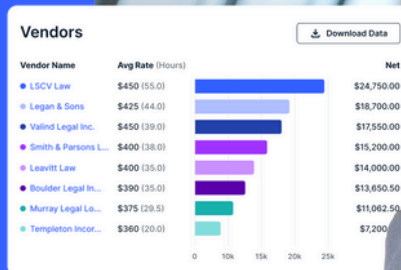 Vendors
Download Data
Vendor Name Avg Rate (Hours) Net
LSCV Law $450 (55.0) $24,750.00
Legan & Sons $425 (44.0) $18,700.00
Valind Legal Inc. $450 (39.0) $17,550.00
Smith & Parsons L... $400 (38.0) $15,200.00
Leavitt Law $400 (35.0) $14,000.00
Boulder Legal In... $390 (35.0) $13,650.50
Murray Legal Lo... $375 (29.5) $11,062.50
Templeton Incor... $360 (20.0) $7,200
0 10k 15k 20k 25k